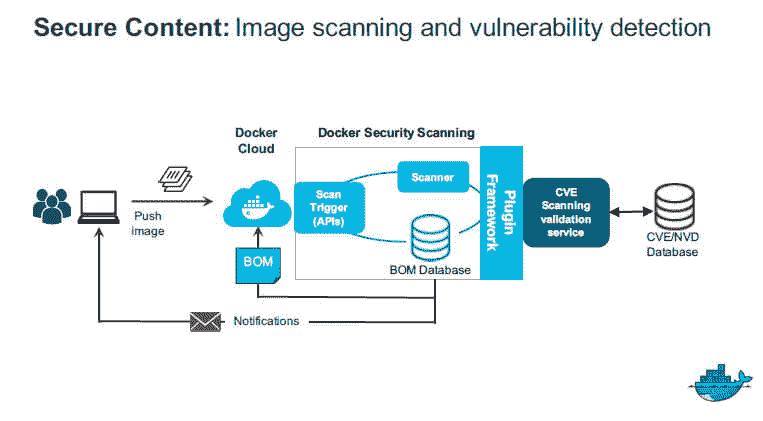 Secure Content: Image scanning and vulnerability detection
Docker
Cloud
Docker Security Scanning
Push
image
Scan
Trigger
(APIs)
Scanner
BOM Database
Plugin
Framework
CVE
Scanning
validation
service
CVE/NVD
Database
BOM
Notifications